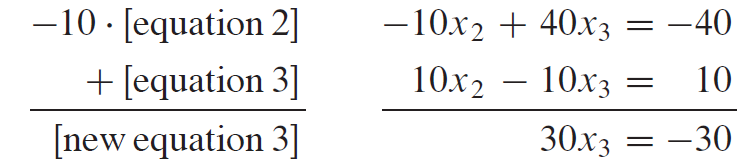 −10 · [equation 2] −10x₂ + 40x₃ = −40
+ [equation 3] 10x₂ − 10x₃ = 10
[new equation 3] 30x₃ = −30